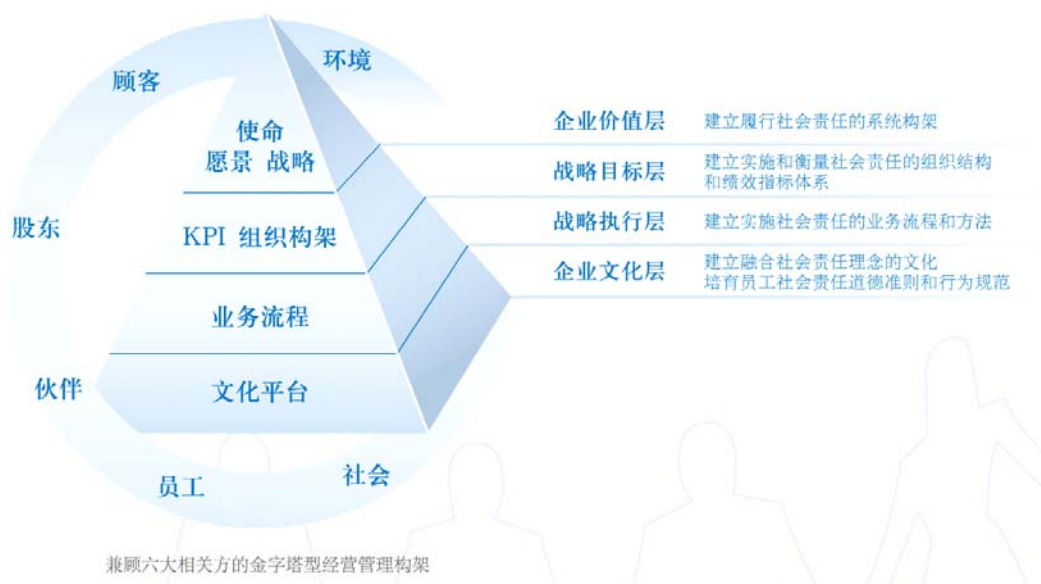 环境
顾客
使命
愿景 战略
股东
KPI 组织构架
业务流程
伙伴
文化平台
员工
社会
企业价值层 建立履行社会责任的系统构架
战略目标层 建立实施和衡量社会责任的组织结构
和绩效指标体系
战略执行层 建立实施社会责任的业务流程和方法
企业文化层 建立融合社会责任理念的文化
培育员工社会责任道德准则和行为规范
兼顾六大相关方的金字塔型经营管理构架